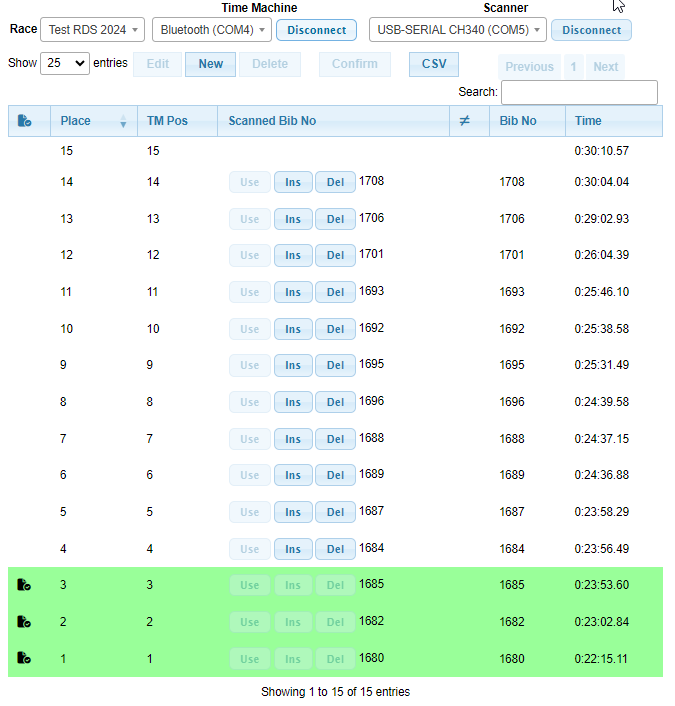 Time Machine Scanner
Race Test RDS 2024 Bluetooth (COM4) Disconnect USB-SERIAL CH340 (COM5) Disconnect
Show 25 entries Edit New Delete Confirm CSV Previous 1 Next
Search:
Place TM Pos Scanned Bib No ≠ Bib No Time
15 15 0:30:10.57
14 14 Use Ins Del 1708 1708 0:30:04.04
13 13 Use Ins Del 1706 1706 0:29:02.93
12 12 Use Ins Del 1701 1701 0:26:04.39
11 11 Use Ins Del 1693 1693 0:25:46.10
10 10 Use Ins Del 1692 1692 0:25:38.58
9 9 Use Ins Del 1695 1695 0:25:31.49
8 8 Use Ins Del 1696 1696 0:24:39.58
7 7 Use Ins Del 1688 1688 0:24:37.15
6 6 Use Ins Del 1689 1689 0:24:36.88
5 5 Use Ins Del 1687 1687 0:23:58.29
4 4 Use Ins Del 1684 1684 0:23:56.49
3 3 Use Ins Del 1685 1685 0:23:53.60
2 2 Use Ins Del 1682 1682 0:23:02.84
1 1 Use Ins Del 1680 1680 0:22:15.11
Showing 1 to 15 of 15 entries